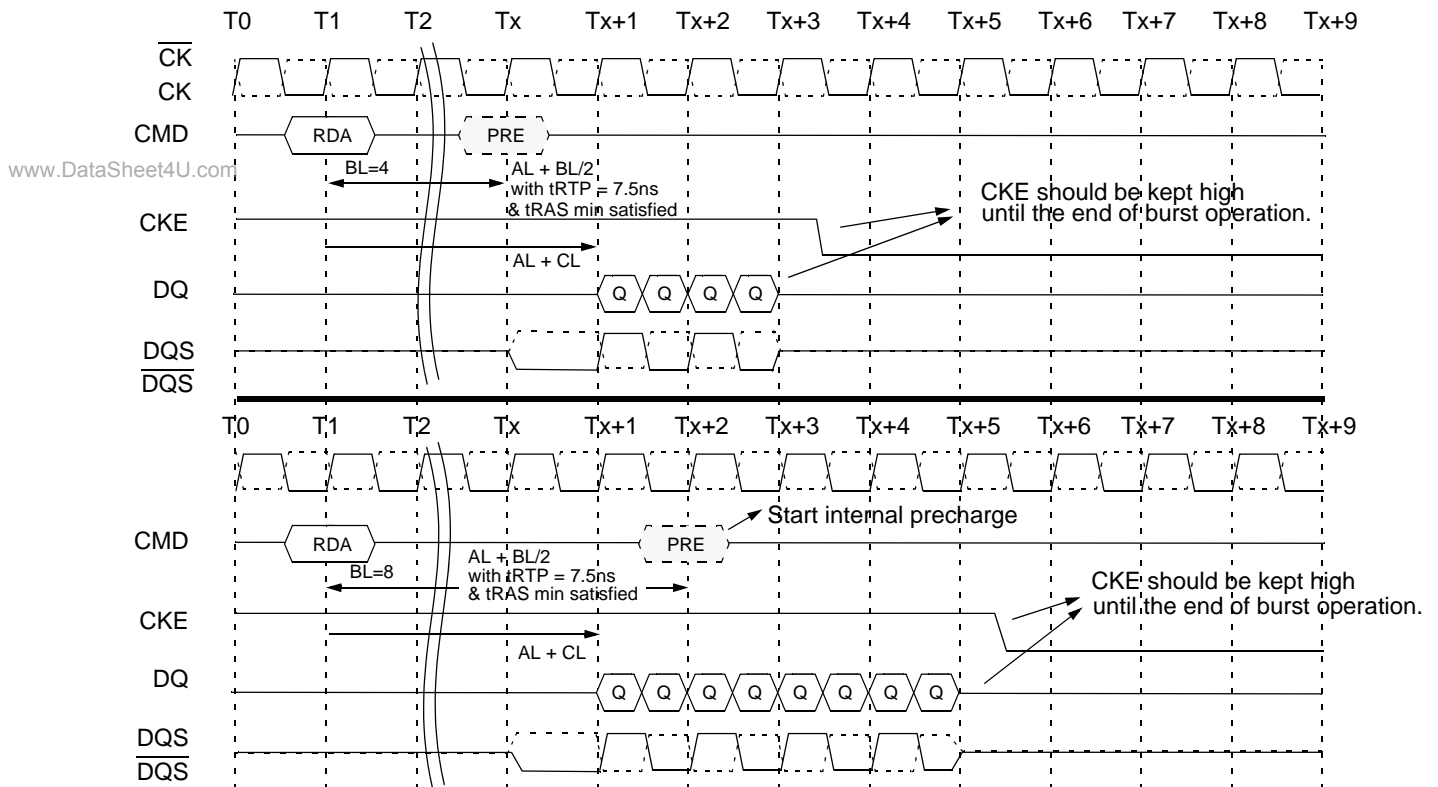 T0 T1 T2 Tx Tx+1 Tx+2 Tx+3 Tx+4 Tx+5 Tx+6 Tx+7 Tx+8 Tx+9
CK
CK
CMD RDA PRE
www.DataSheet4U.com
BL=4 AL + BL/2
with tRTP = 7.5ns
& tRAS min satisfied
CKE should be kept high
until the end of burst operation.
CKE
AL + CL
DQ Q Q Q Q
DQS
DQS
T0 T1 T2 Tx Tx+1 Tx+2 Tx+3 Tx+4 Tx+5 Tx+6 Tx+7 Tx+8 Tx+9
Start internal precharge
CMD RDA PRE
AL + BL/2
BL=8 with tRTP = 7.5ns
& tRAS min satisfied
CKE should be kept high
until the end of burst operation.
CKE
AL + CL
DQ Q Q Q Q Q Q Q Q
DQS
DQS